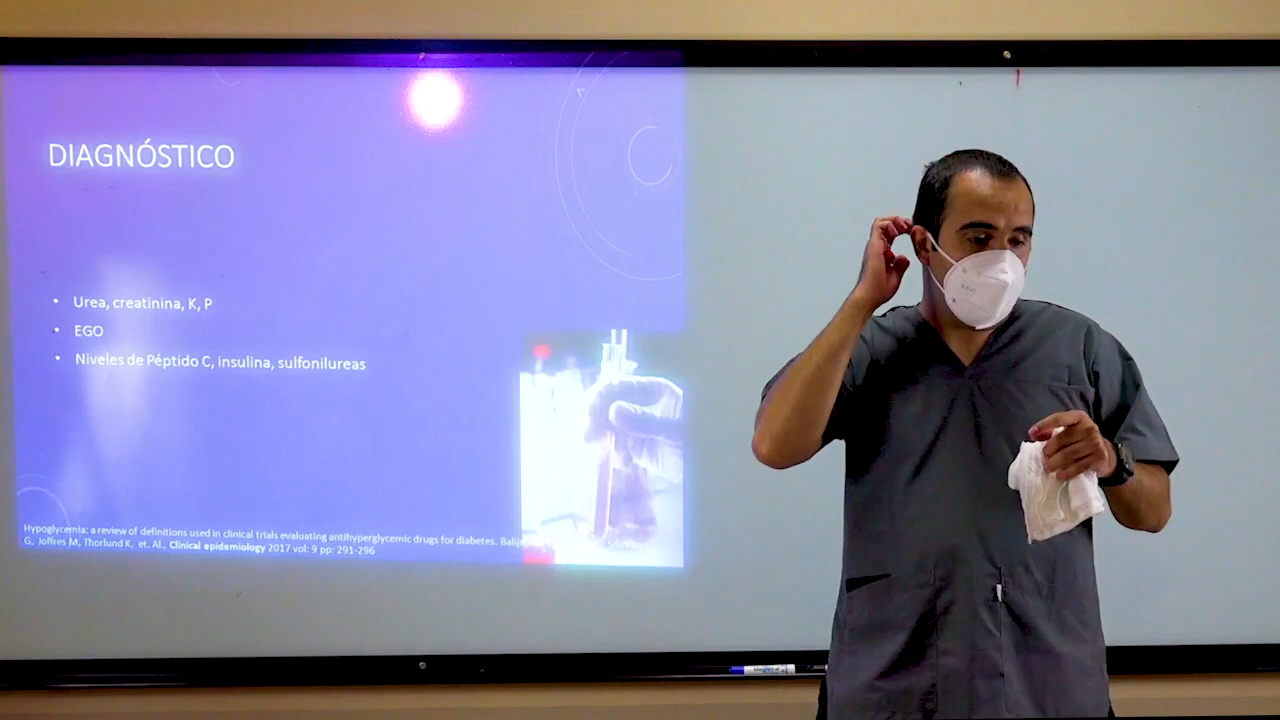 DIAGNÓSTICO
• Urea, creatinina, K, P
• EGO
• Niveles de Péptido C, insulina, sulfonilureas
Hypoglycemia: a review of definitions used in clinical trials evaluating antihyperglycemic drugs for diabetes.
G, Joffres M, Thorlund K, et. Al., Clinical epidemiology 2017 vol: 9 pp: 291-296